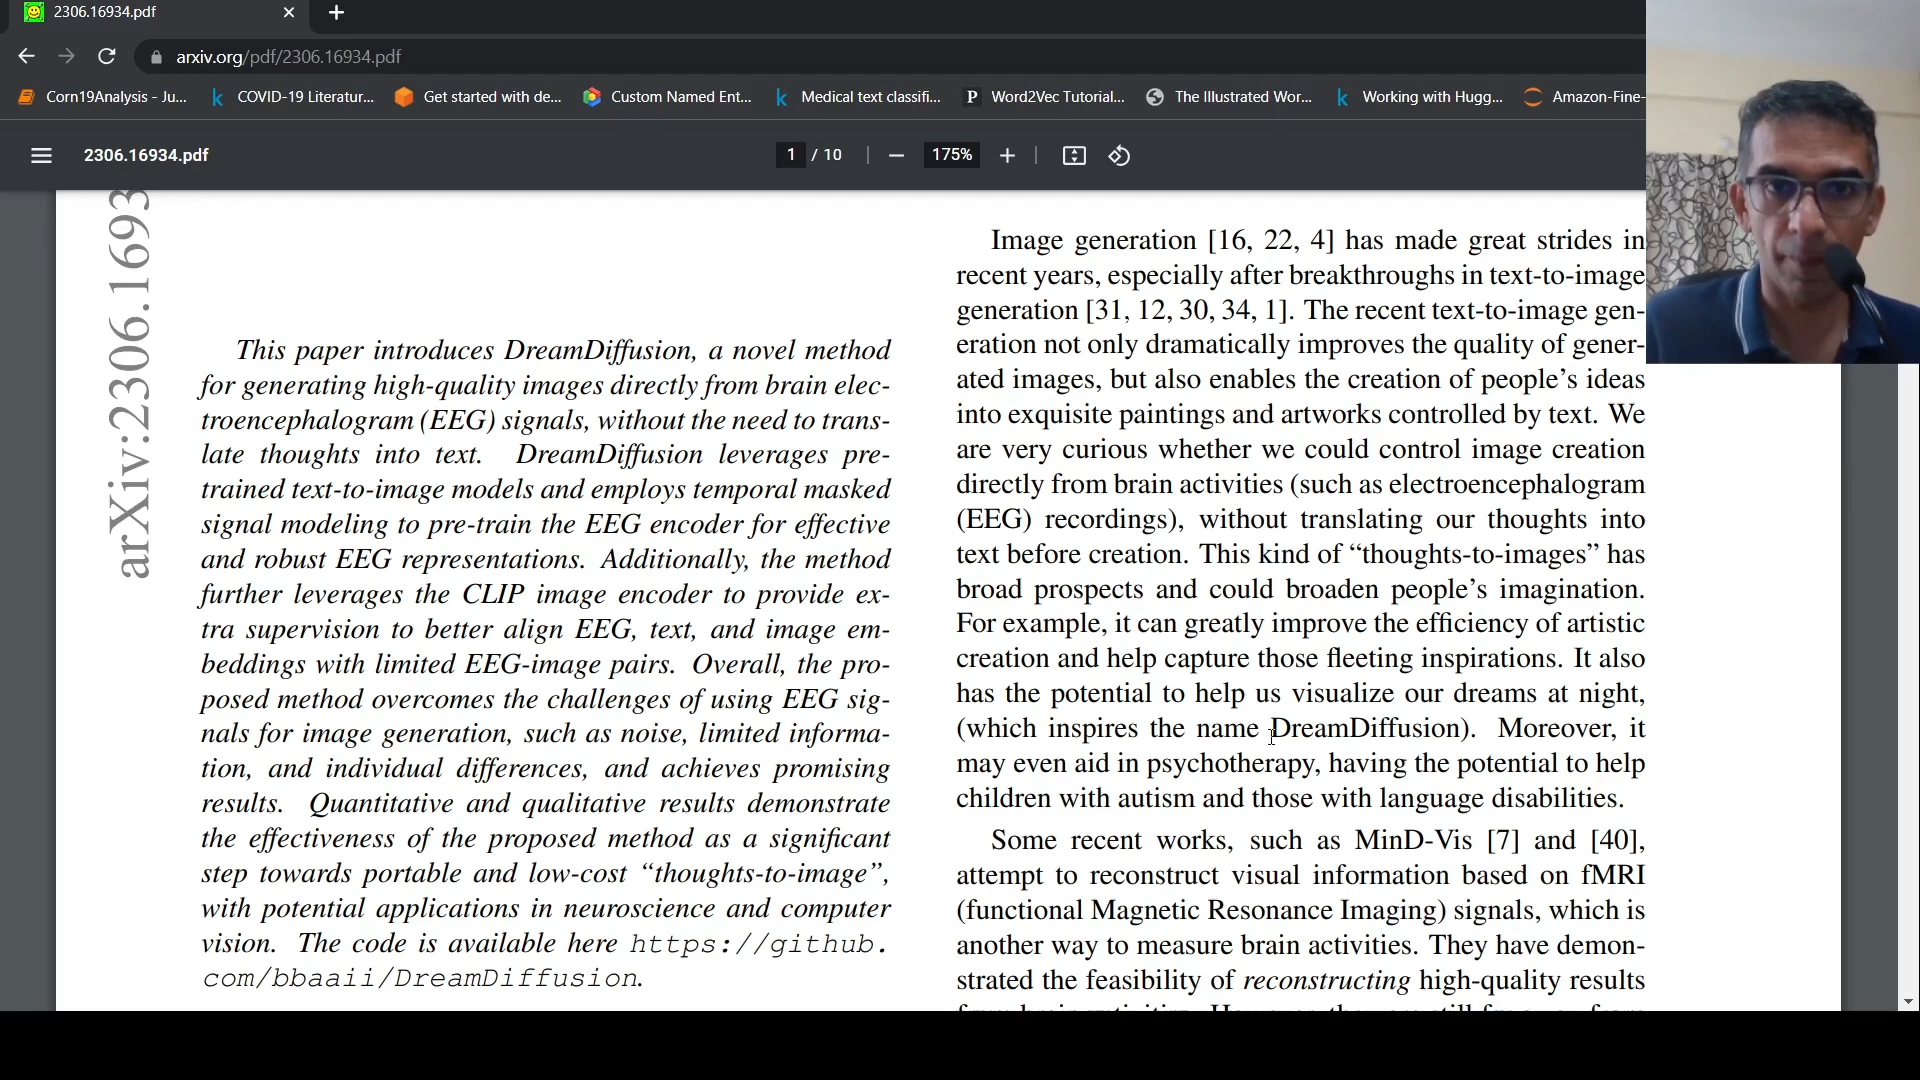 2306.16934.pdf
arxiv.org/pdf/2306.16934.pdf
Corn19Analysis - Ju... COVID-19 Literatur... Get started with de... Custom Named Ent... Medical text classifi... Word2Vec Tutorial... The Illustrated Wor... Working with Hugg... Amazon-Fine-
2306.16934.pdf 1 / 10 175%
arXiv:2306.1693
This paper introduces DreamDiffusion, a novel method
for generating high-quality images directly from brain elec-
troencephalogram (EEG) signals, without the need to trans-
late thoughts into text. DreamDiffusion leverages pre-
trained text-to-image models and employs temporal masked
signal modeling to pre-train the EEG encoder for effective
and robust EEG representations. Additionally, the method
further leverages the CLIP image encoder to provide ex-
tra supervision to better align EEG, text, and image em-
beddings with limited EEG-image pairs. Overall, the pro-
posed method overcomes the challenges of using EEG sig-
nals for image generation, such as noise, limited informa-
tion, and individual differences, and achieves promising
results. Quantitative and qualitative results demonstrate
the effectiveness of the proposed method as a significant
step towards portable and low-cost “thoughts-to-image”,
with potential applications in neuroscience and computer
vision. The code is available here https://github.
com/bbaaii/DreamDiffusion.
Image generation [16, 22, 4] has made great strides in
recent years, especially after breakthroughs in text-to-image
generation [31, 12, 30, 34, 1]. The recent text-to-image gen-
eration not only dramatically improves the quality of gener-
ated images, but also enables the creation of people’s ideas
into exquisite paintings and artworks controlled by text. We
are very curious whether we could control image creation
directly from brain activities (such as electroencephalogram
(EEG) recordings), without translating our thoughts into
text before creation. This kind of “thoughts-to-images” has
broad prospects and could broaden people’s imagination.
For example, it can greatly improve the efficiency of artistic
creation and help capture those fleeting inspirations. It also
has the potential to help us visualize our dreams at night,
(which inspires the name DreamDiffusion). Moreover, it
may even aid in psychotherapy, having the potential to help
children with autism and those with language disabilities.
Some recent works, such as MinD-Vis [7] and [40],
attempt to reconstruct visual information based on fMRI
(functional Magnetic Resonance Imaging) signals, which is
another way to measure brain activities. They have demon-
strated the feasibility of reconstructing high-quality results